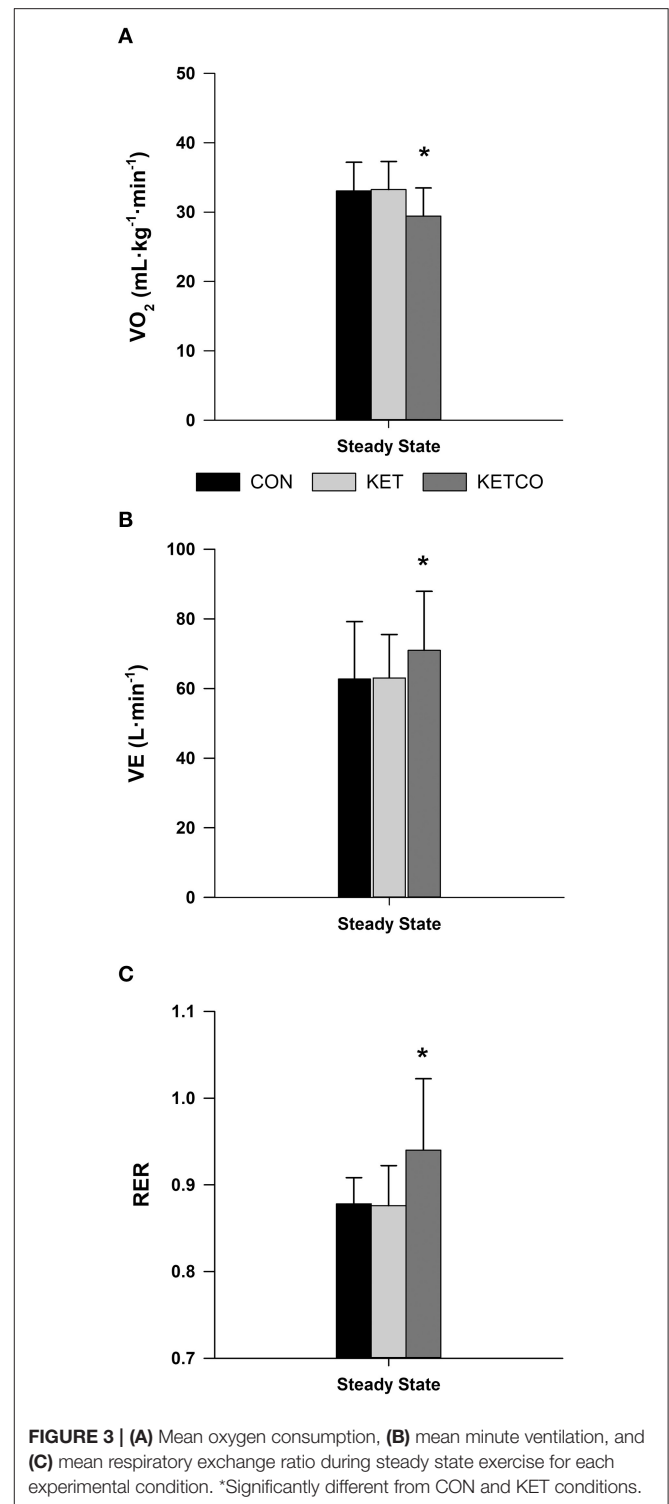 A
50
40
30
20
10
0
VO₂ (mL·kg⁻¹·min⁻¹)
*
Steady State
CON KET KETCO
B
100
80
60
40
20
0
VE (L·min⁻¹)
*
Steady State
C
1.1
1.0
0.9
0.8
0.7
RER
*
Steady State
FIGURE 3 | (A) Mean oxygen consumption, (B) mean minute ventilation, and
(C) mean respiratory exchange ratio during steady state exercise for each
experimental condition. *Significantly different from CON and KET conditions.